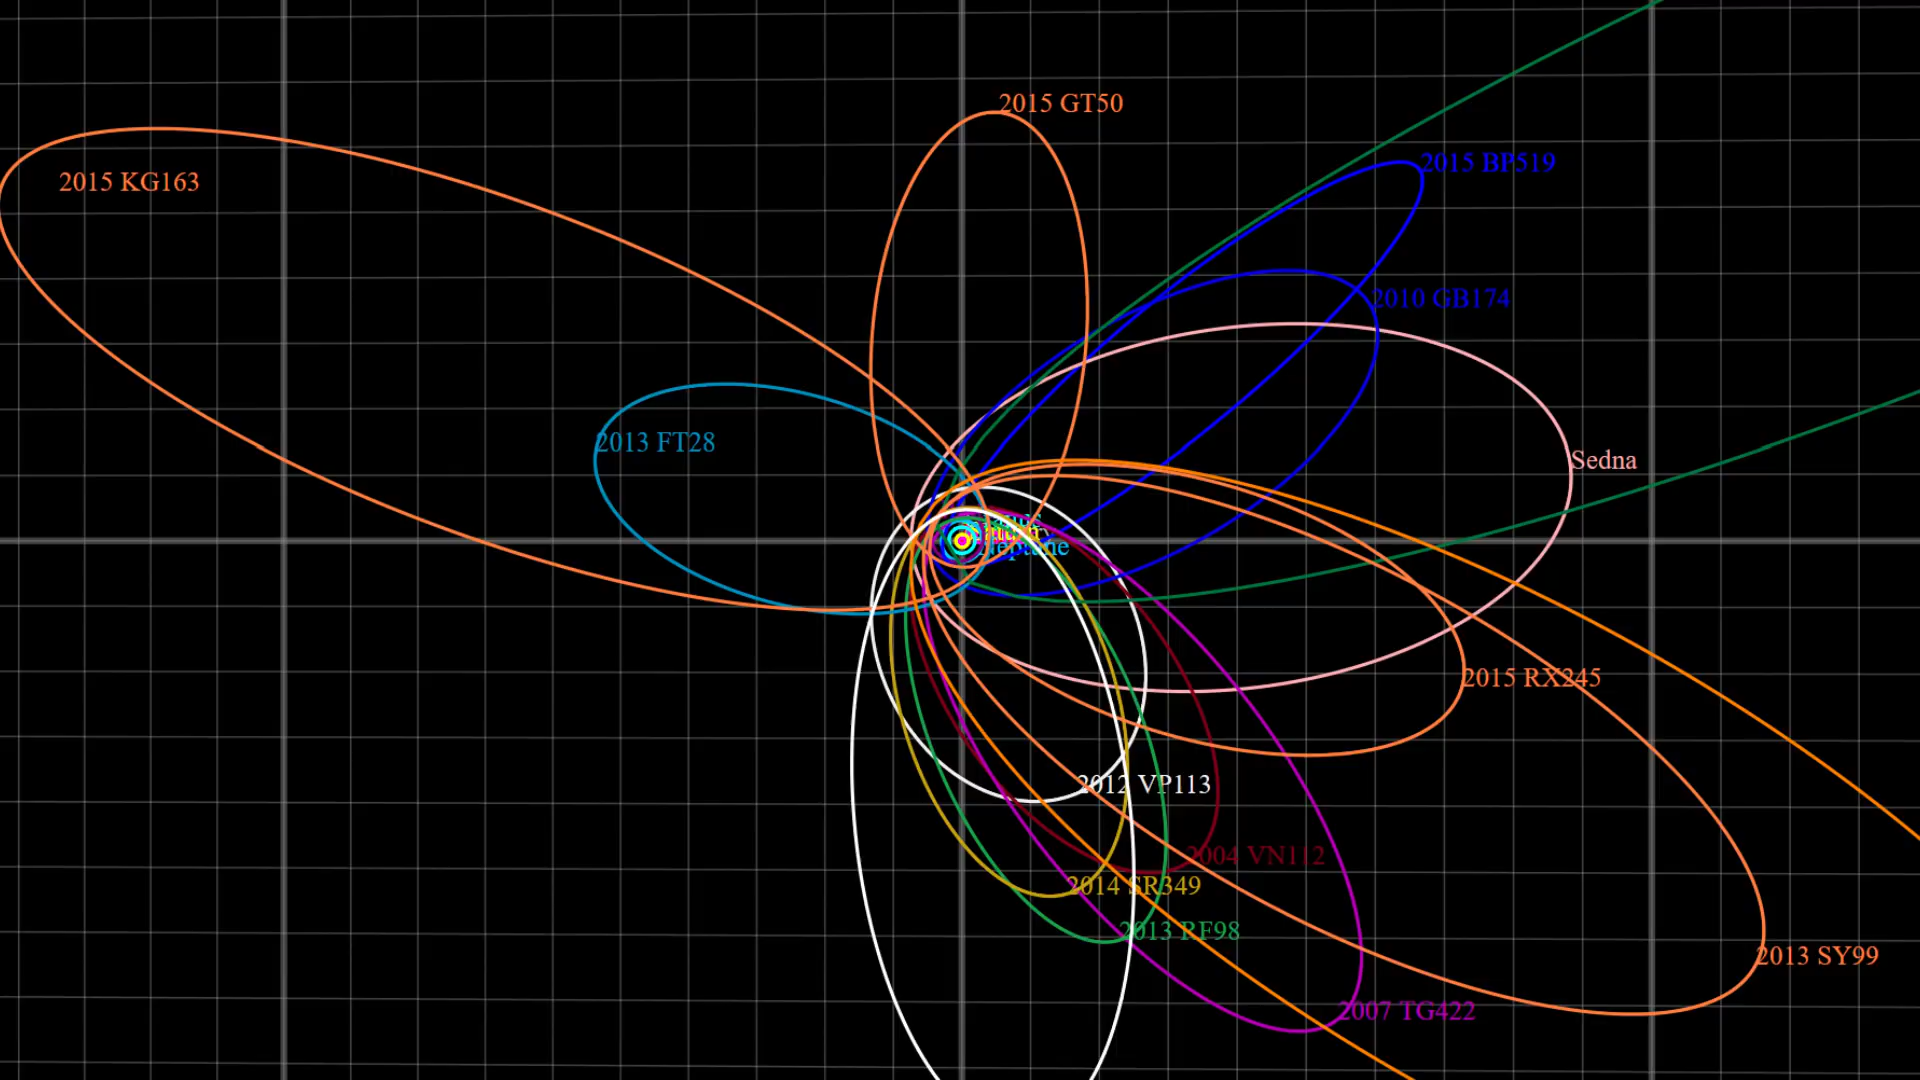 2015 GT50
2015 BP519
2015 KG163
2010 GB174
2013 FT28
Sedna
Neptune
2015 RX245
2012 VP113
2004 VN112
2014 SR349
2013 RF98
2013 SY99
2007 TG422